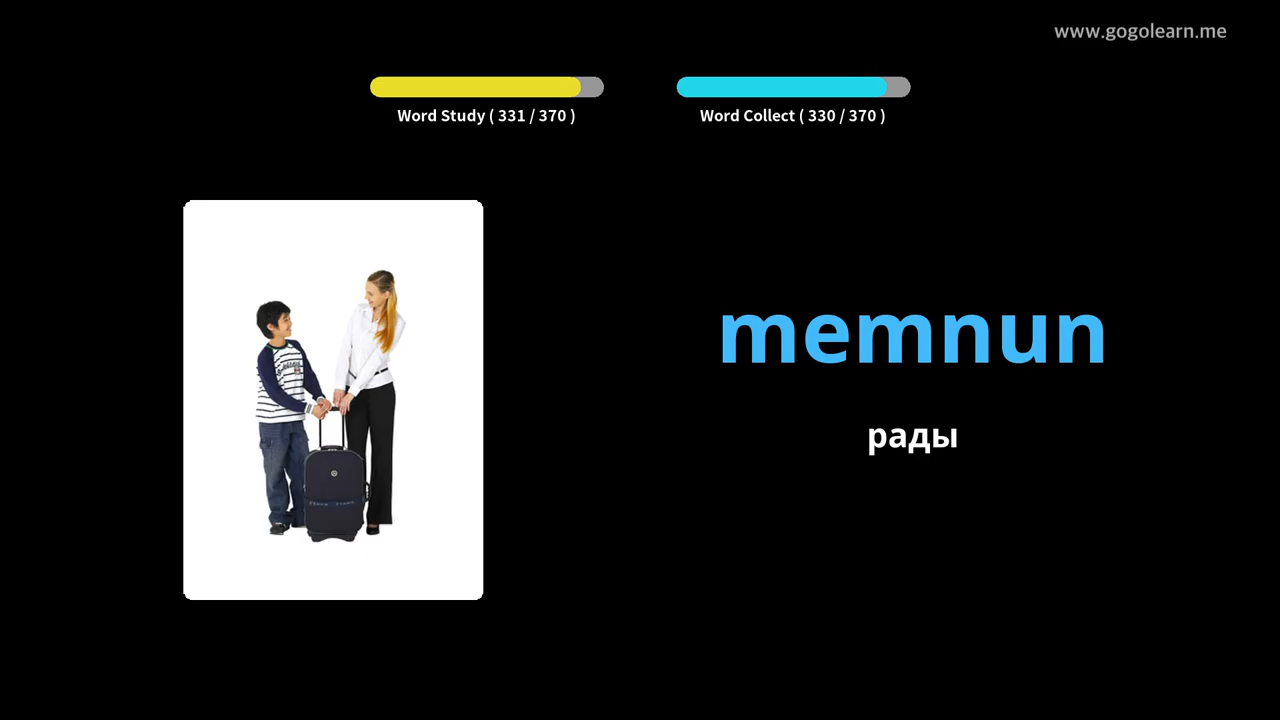 www.gogolearn.me
Word Study ( 331 / 370 )
Word Collect ( 330 / 370 )
memnun
рады